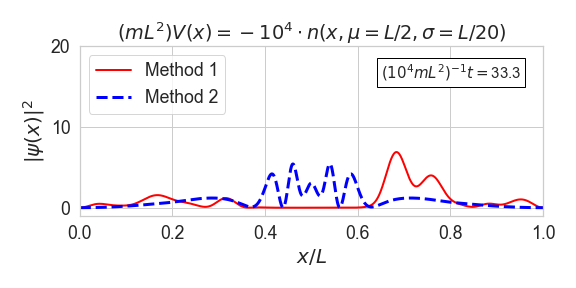 (mL²)V(x) = −10⁴ · n(x, μ = L/2, σ = L/20)
20
10
0
|ψ(x)|²
Method 1
Method 2
(10⁴mL²)⁻¹t = 33.3
0.0 0.2 0.4 0.6 0.8 1.0
x/L